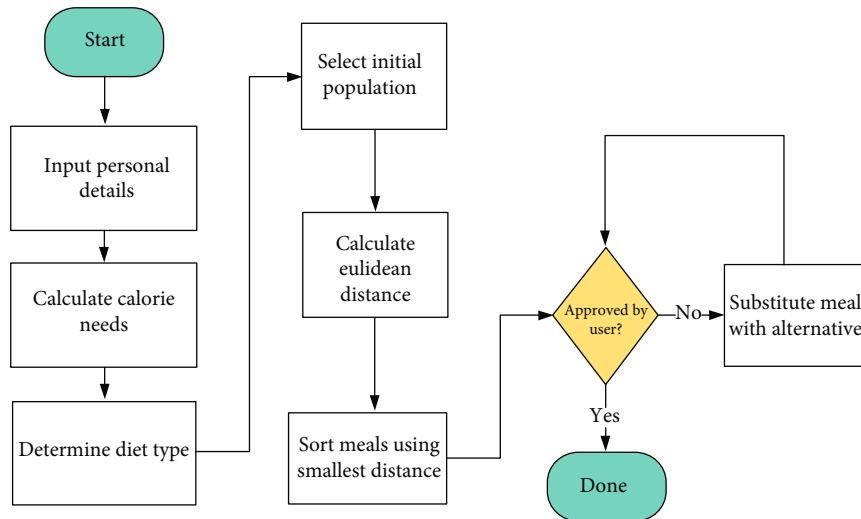 Start
Input personal
details
Calculate calorie
needs
Determine diet type
Select initial
population
Calculate
eulidean
distance
Sort meals using
smallest distance
Approved by
user?
No
Substitute meal
with alternative
Yes
Done